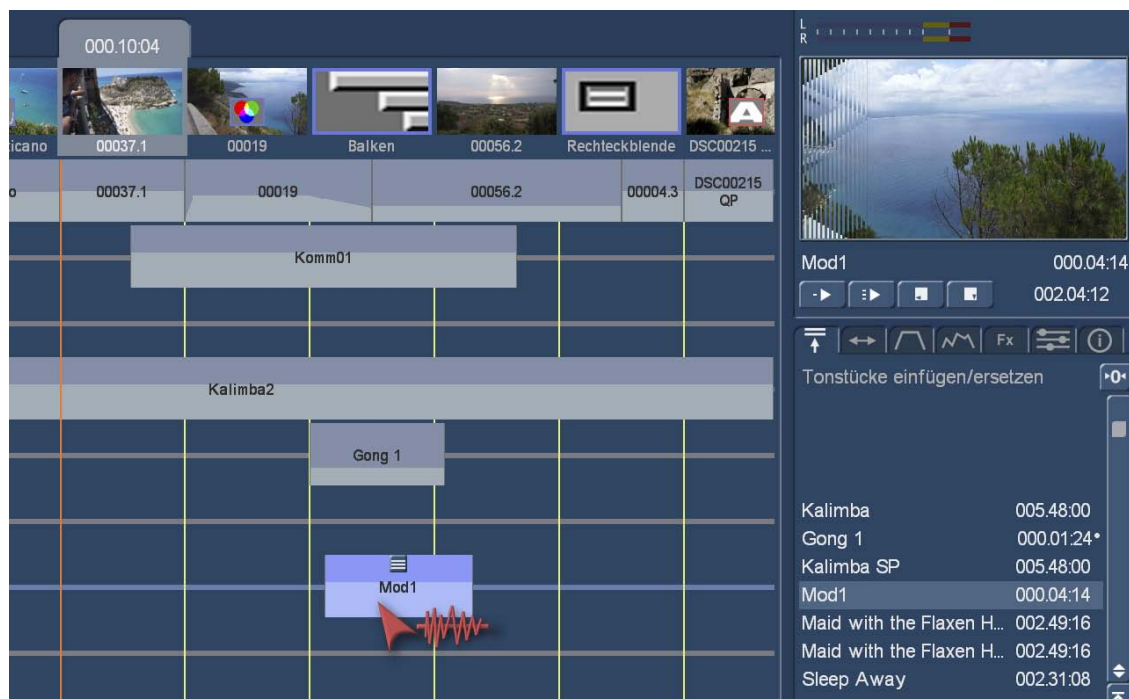 000.10:04
icano
00037.1
00019
Balken
00056.2
Rechteckblende
DSC00215 ...
o
00037.1
00019
00056.2
00004.3
DSC00215
QP
Komm01
Kalimba2
Gong 1
Mod1
L
R
Mod1 000.04:14
002.04:12
Fx
Tonstücke einfügen/ersetzen
0
Kalimba 005.48:00
Gong 1 000.01:24•
Kalimba SP 005.48:00
Mod1 000.04:14
Maid with the Flaxen H... 002.49:16
Maid with the Flaxen H... 002.49:16
Sleep Away 002.31:08